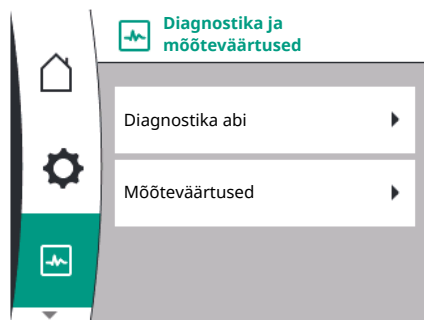 Diagnostika ja
mõõteväärtused
Diagnostika abi
Mõõteväärtused